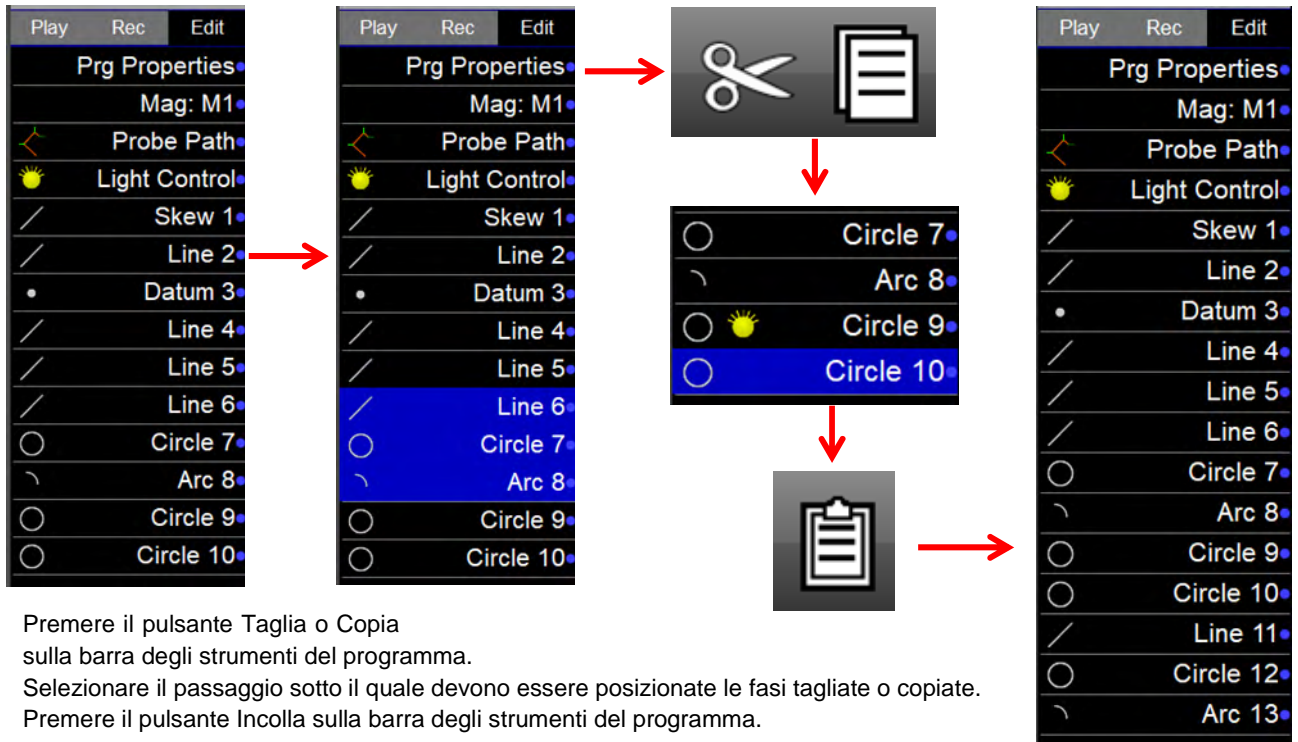 Play Rec Edit
Prg Properties
Mag: M1
Probe Path
Light Control
Skew 1
Line 2
Datum 3
Line 4
Line 5
Line 6
Circle 7
Arc 8
Circle 9
Circle 10
Play Rec Edit
Prg Properties
Mag: M1
Probe Path
Light Control
Skew 1
Line 2
Datum 3
Line 4
Line 5
Line 6
Circle 7
Arc 8
Circle 9
Circle 10
Circle 7
Arc 8
Circle 9
Circle 10
Play Rec Edit
Prg Properties
Mag: M1
Probe Path
Light Control
Skew 1
Line 2
Datum 3
Line 4
Line 5
Line 6
Circle 7
Arc 8
Circle 9
Circle 10
Line 11
Circle 12
Arc 13
Premere il pulsante Taglia o Copia
sulla barra degli strumenti del programma.
Selezionare il passaggio sotto il quale devono essere posizionate le fasi tagliate o copiate.
Premere il pulsante Incolla sulla barra degli strumenti del programma.